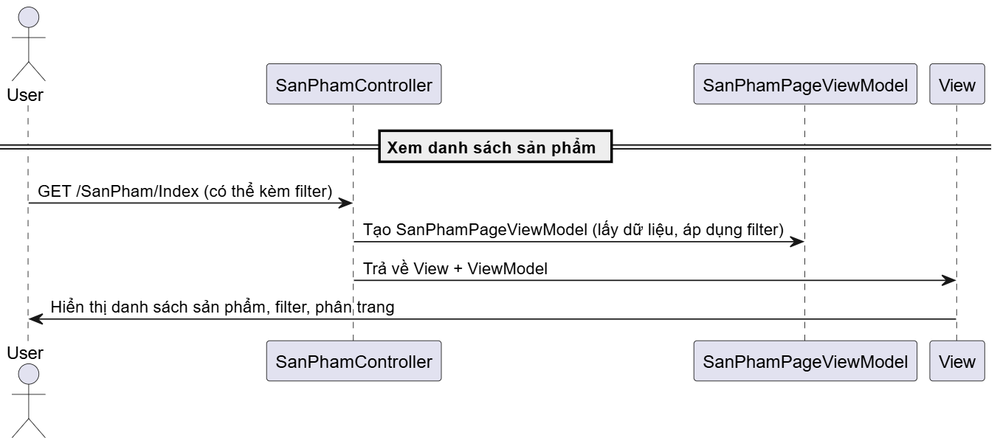 User
SanPhamController
SanPhamPageViewModel
View
Xem danh sách sản phẩm
GET /SanPham/Index (có thể kèm filter)
Tạo SanPhamPageViewModel (lấy dữ liệu, áp dụng filter)
Trả về View + ViewModel
Hiển thị danh sách sản phẩm, filter, phân trang
User
SanPhamController
SanPhamPageViewModel
View